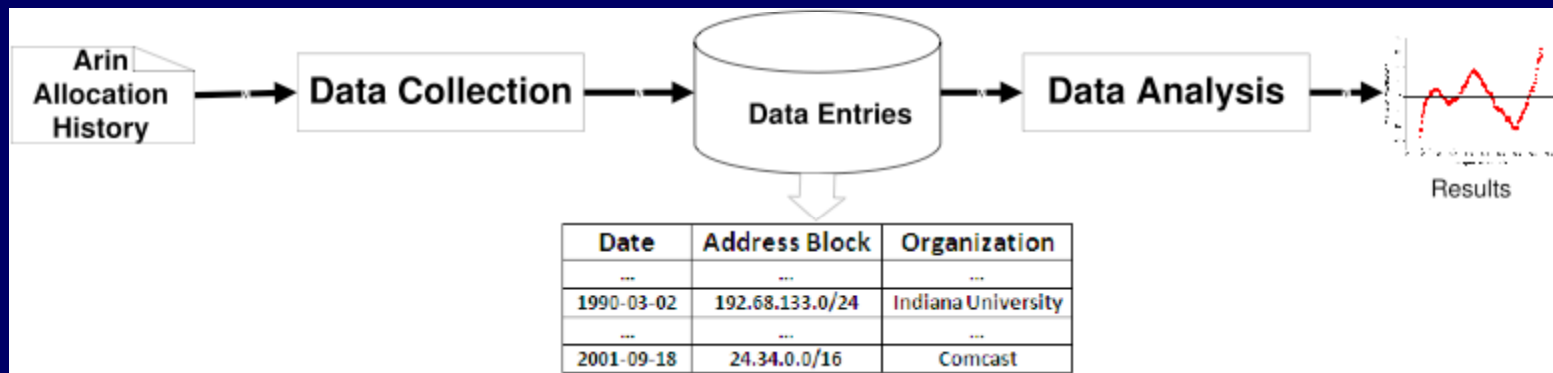 Arin
Allocation
History
Data Collection
Data Entries
Data Analysis
Results
Date Address Block Organization
... ... ...
1990-03-02 192.68.133.0/24 Indiana University
... ... ...
2001-09-18 24.34.0.0/16 Comcast